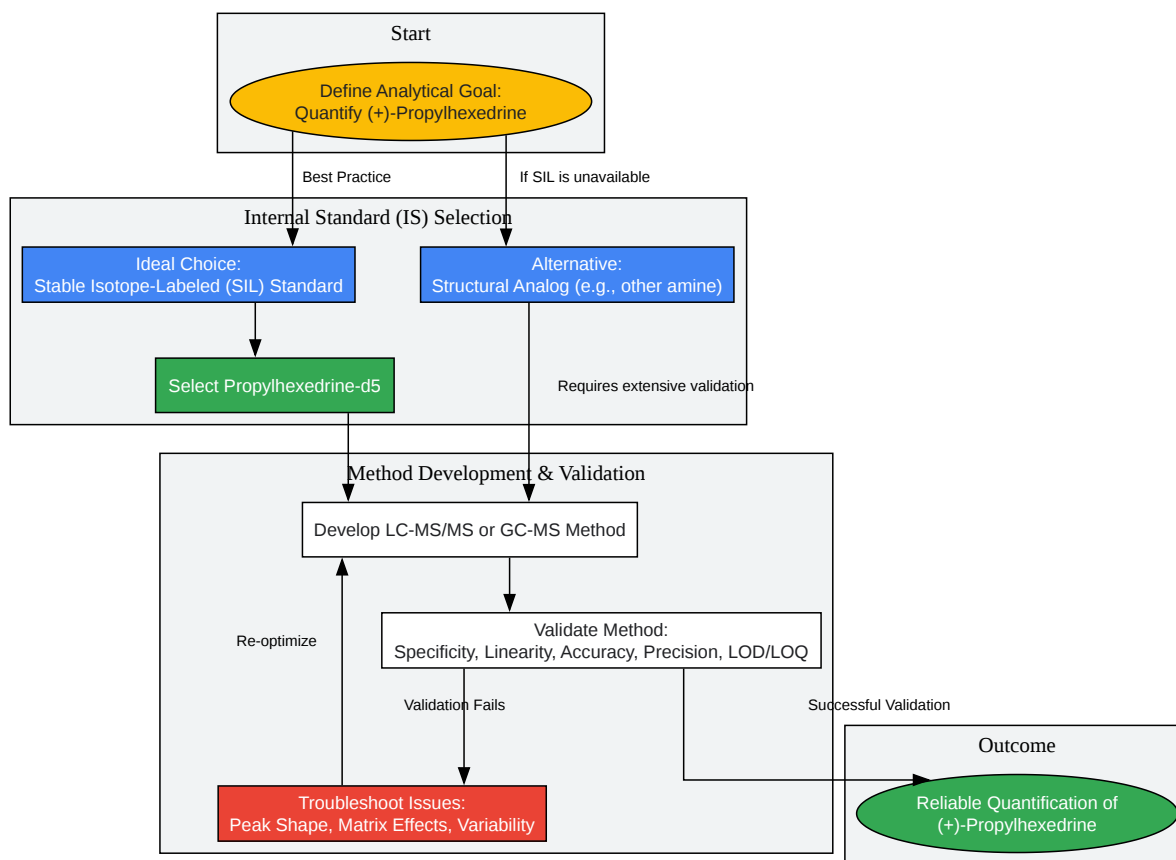 Start
Define Analytical Goal:
Quantify (+)-Propylhexedrine
Best Practice
If SIL is unavailable
Internal Standard (IS) Selection
Ideal Choice:
Stable Isotope-Labeled (SIL) Standard
Alternative:
Structural Analog (e.g., other amine)
Select Propylhexedrine-d5
Requires extensive validation
Method Development & Validation
Develop LC-MS/MS or GC-MS Method
Re-optimize
Validate Method:
Specificity, Linearity, Accuracy, Precision, LOD/LOQ
Validation Fails
Successful Validation
Troubleshoot Issues:
Peak Shape, Matrix Effects, Variability
Outcome
Reliable Quantification of
(+)-Propylhexedrine